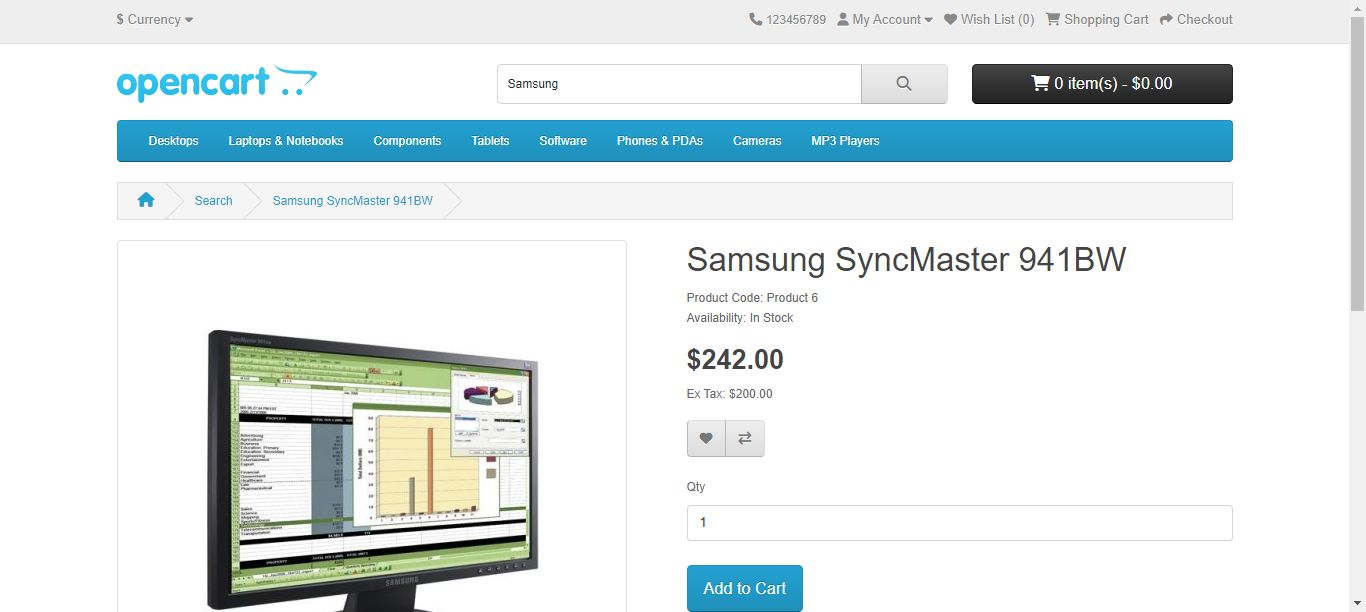 $ Currency
123456789 My Account Wish List (0) Shopping Cart Checkout
opencart
Samsung
0 item(s) - $0.00
Desktops Laptops & Notebooks Components Tablets Software Phones & PDAs Cameras MP3 Players
Search Samsung SyncMaster 941BW
Samsung SyncMaster 941BW
Product Code: Product 6
Availability: In Stock
$242.00
Ex Tax: $200.00
Qty
1
Add to Cart
SAMSUNG